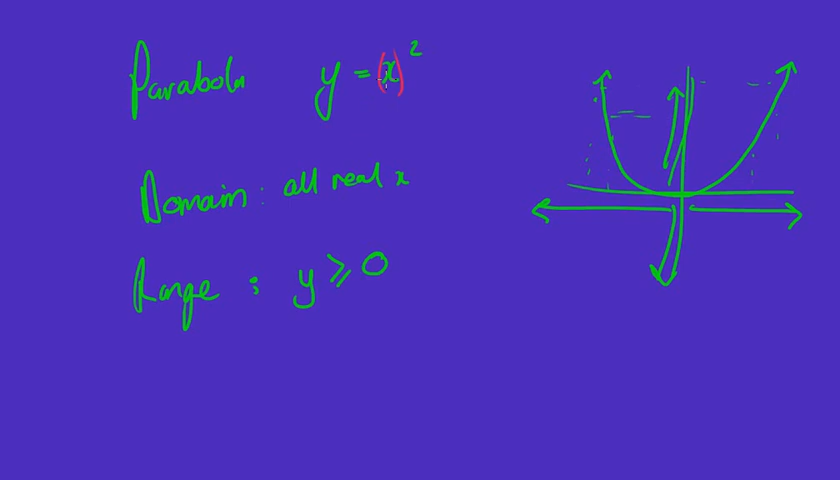 Parabola y = (x)²
Domain : all real x
Range : y ⩾ 0